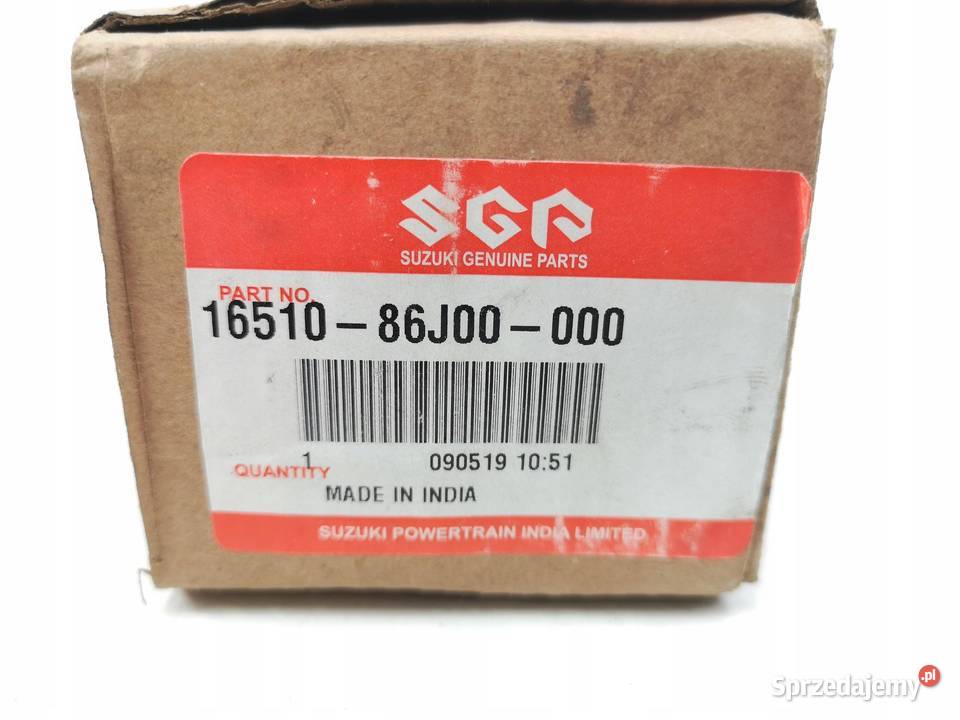 SGP
SUZUKI GENUINE PARTS
PART NO.
16510-86J00-000
1 090519 10:51
QUANTITY
MADE IN INDIA
SUZUKI POWERTRAIN INDIA LIMITED
Sprzedajemy.pl